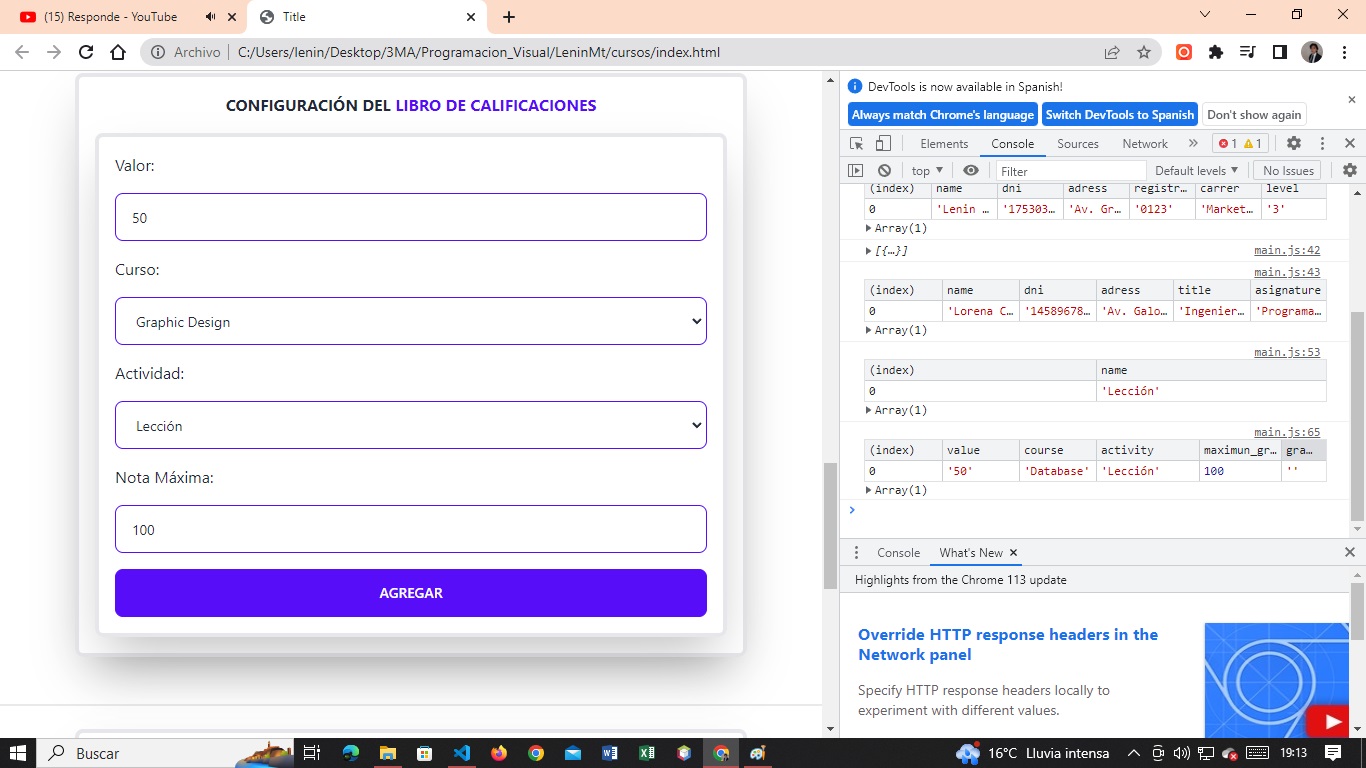 (15) Responde - YouTube
Title
Archivo
C:/Users/lenin/Desktop/3MA/Programacion_Visual/LeninMt/cursos/index.html
CONFIGURACIÓN DEL LIBRO DE CALIFICACIONES
Valor:
50
Curso:
Graphic Design
Actividad:
Lección
Nota Máxima:
100
AGREGAR
DevTools is now available in Spanish!
Always match Chrome's language
Switch DevTools to Spanish
Don't show again
Elements Console Sources Network » 1 1
top Filter Default levels No Issues
(index) name dni adress registr… carrer level
0 'Lenin … '175303… 'Av. Gr… '0123' 'Market… '3'
Array(1)
[{…}] main.js:42
main.js:43
(index) name dni adress title asignature
0 'Lorena C… '14589678… 'Av. Galo… 'Ingenier… 'Programa…
Array(1)
main.js:53
(index) name
0 'Lección'
Array(1)
main.js:65
(index) value course activity maximun_gr… gra…
0 '50' 'Database' 'Lección' 100 ''
Array(1)
Console What's New
Highlights from the Chrome 113 update
Override HTTP response headers in the
Network panel
Specify HTTP response headers locally to
experiment with different values.
Buscar
16°C Lluvia intensa
19:13